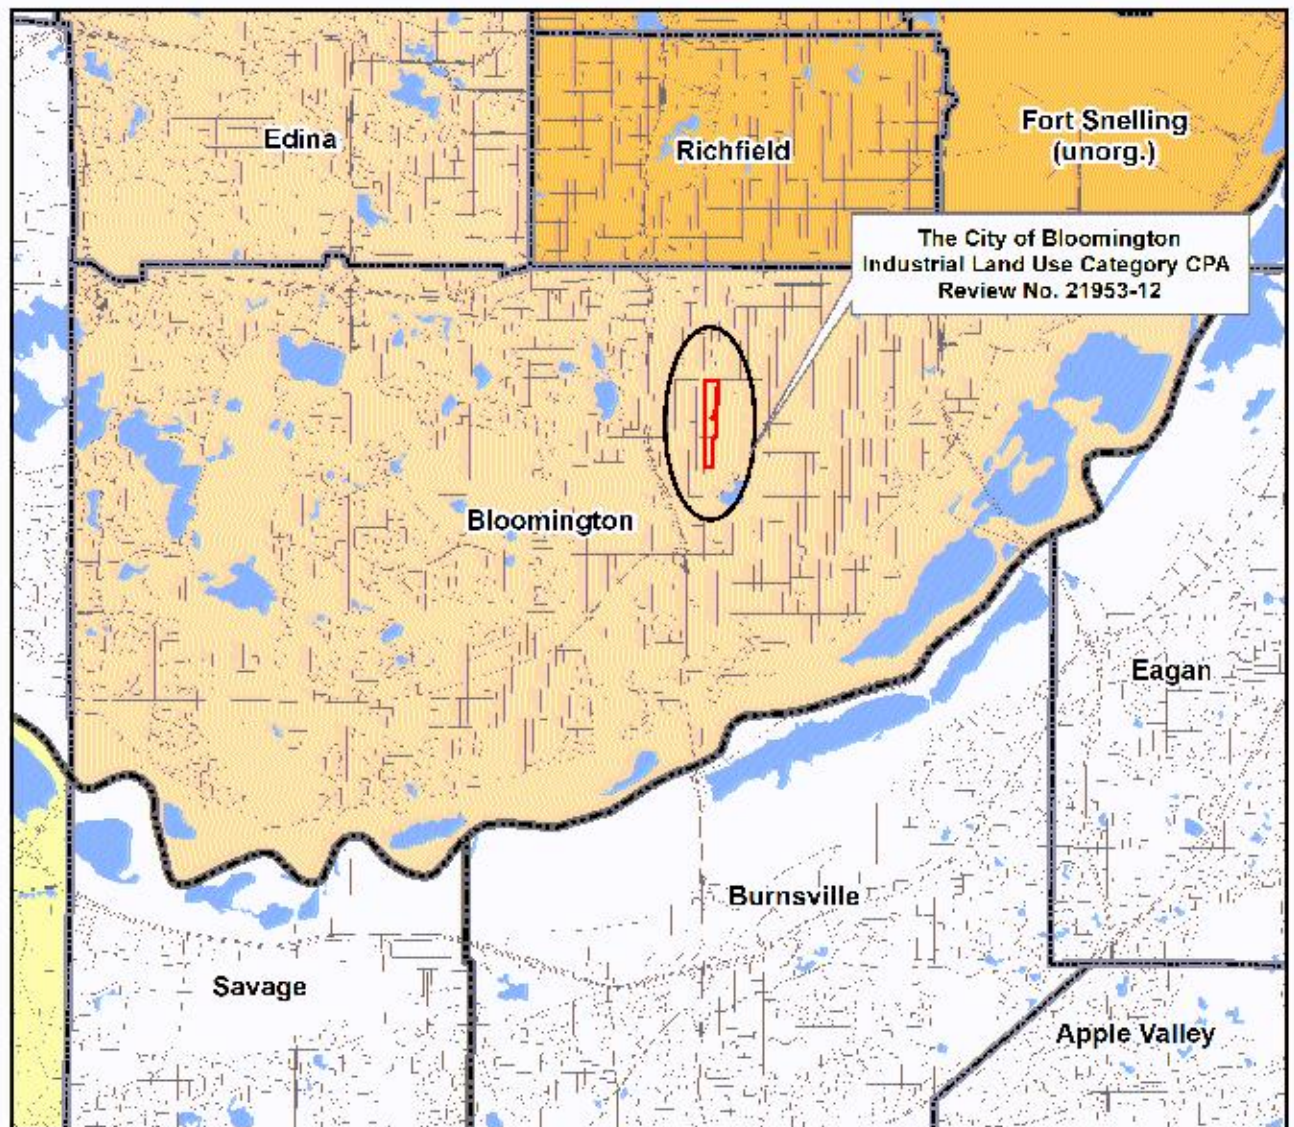 Edina
Richfield
Fort Snelling
(unorg.)
The City of Bloomington
Industrial Land Use Category CPA
Review No. 21953-12
Bloomington
Eagan
Burnsville
Savage
Apple Valley